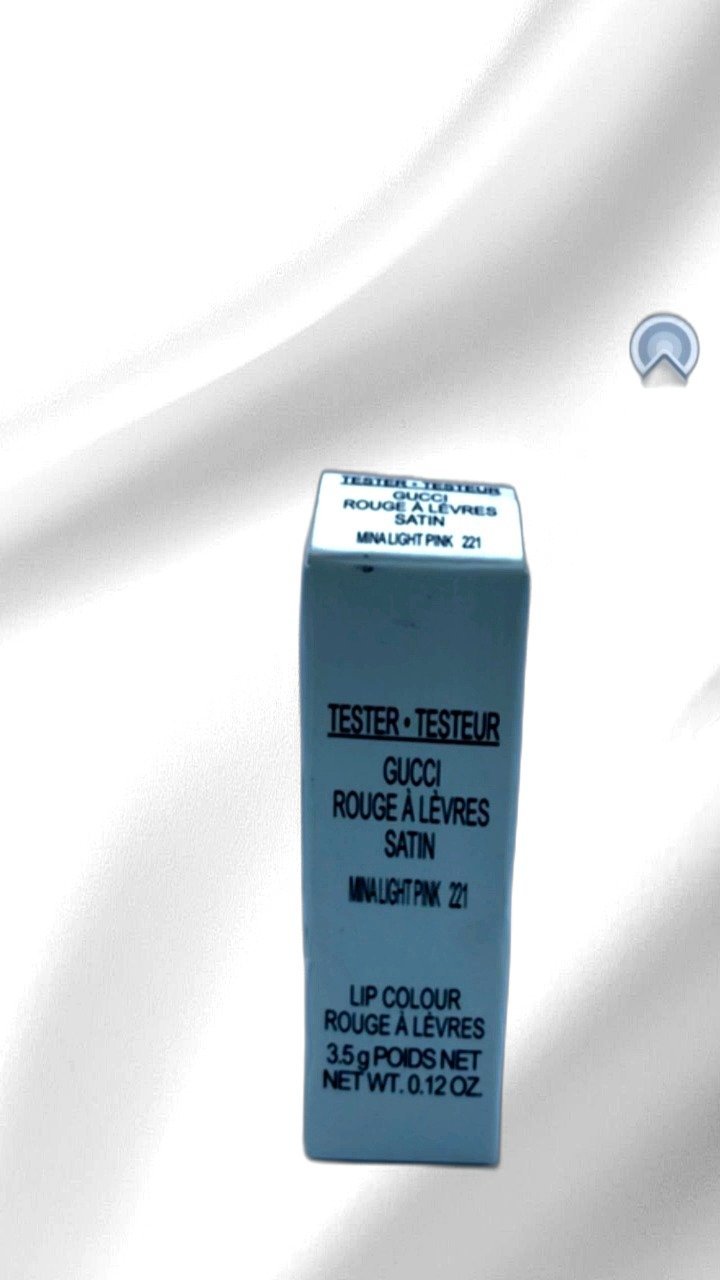 TESTER • TESTEUR
GUCCI
ROUGE À LÈVRES
SATIN
MINA LIGHT PINK 221
TESTER • TESTEUR
GUCCI
ROUGE À LÈVRES
SATIN
MINA LIGHT PINK 221
LIP COLOUR
ROUGE À LÈVRES
3.5 g POIDS NET
NET WT. 0.12 OZ.